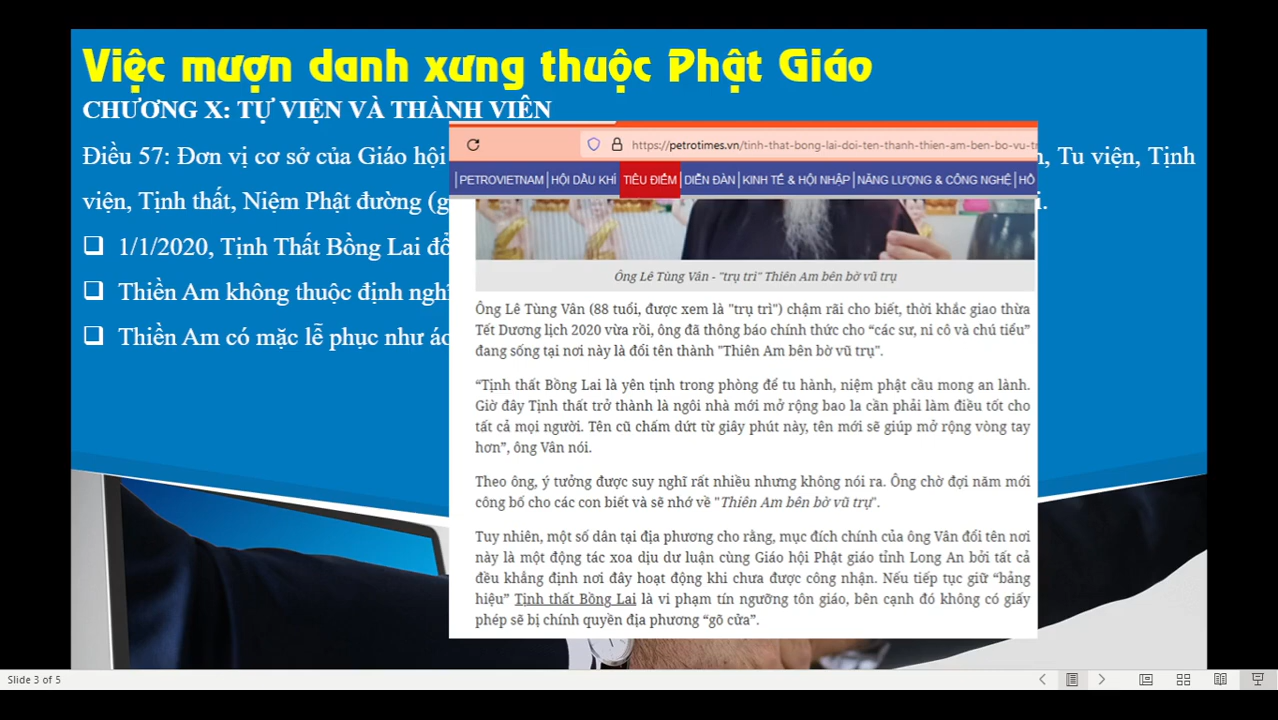 Việc mượn danh xưng thuộc Phật Giáo
CHƯƠNG X: TỰ VIỆN VÀ THÀNH VIÊN
Điều 57: Đơn vị cơ sở của Giáo hội
, Tu viện, Tịnh
viện, Tịnh thất, Niệm Phật đường (g
i.
1/1/2020, Tịnh Thất Bồng Lai đổ
Thiền Am không thuộc định nghĩ
Thiền Am có mặc lễ phục như áo
https://petrotimes.vn/tinh-that-bong-lai-doi-ten-thanh-thien-am-ben-bo-vu-tr
PETROVIETNAM HỘI DẦU KHÍ TIÊU ĐIỂM DIỄN ĐÀN KINH TẾ & HỘI NHẬP NĂNG LƯỢNG & CÔNG NGHỆ HỒ
Ông Lê Tùng Vân - "trụ trì" Thiên Am bên bờ vũ trụ
Ông Lê Tùng Vân (88 tuổi, được xem là "trụ trì") chậm rãi cho biết, thời khắc giao thừa
Tết Dương lịch 2020 vừa rồi, ông đã thông báo chính thức cho “các sư, ni cô và chú tiểu”
đang sống tại nơi này là đổi tên thành "Thiên Am bên bờ vũ trụ".
“Tịnh thất Bồng Lai là yên tịnh trong phòng để tu hành, niệm phật cầu mong an lành.
Giờ đây Tịnh thất trở thành là ngôi nhà mới mở rộng bao la cần phải làm điều tốt cho
tất cả mọi người. Tên cũ chấm dứt từ giây phút này, tên mới sẽ giúp mở rộng vòng tay
hơn”, ông Vân nói.
Theo ông, ý tưởng được suy nghĩ rất nhiều nhưng không nói ra. Ông chờ đợi năm mới
công bố cho các con biết và sẽ nhớ về "Thiên Am bên bờ vũ trụ".
Tuy nhiên, một số dân tại địa phương cho rằng, mục đích chính của ông Vân đổi tên nơi
này là một động tác xoa dịu dư luận cùng Giáo hội Phật giáo tỉnh Long An bởi tất cả
đều khẳng định nơi đây hoạt động khi chưa được công nhận. Nếu tiếp tục giữ “bảng
hiệu” Tịnh thất Bồng Lai là vi phạm tín ngưỡng tôn giáo, bên cạnh đó không có giấy
phép sẽ bị chính quyền địa phương “gõ cửa”.
Slide 3 of 5